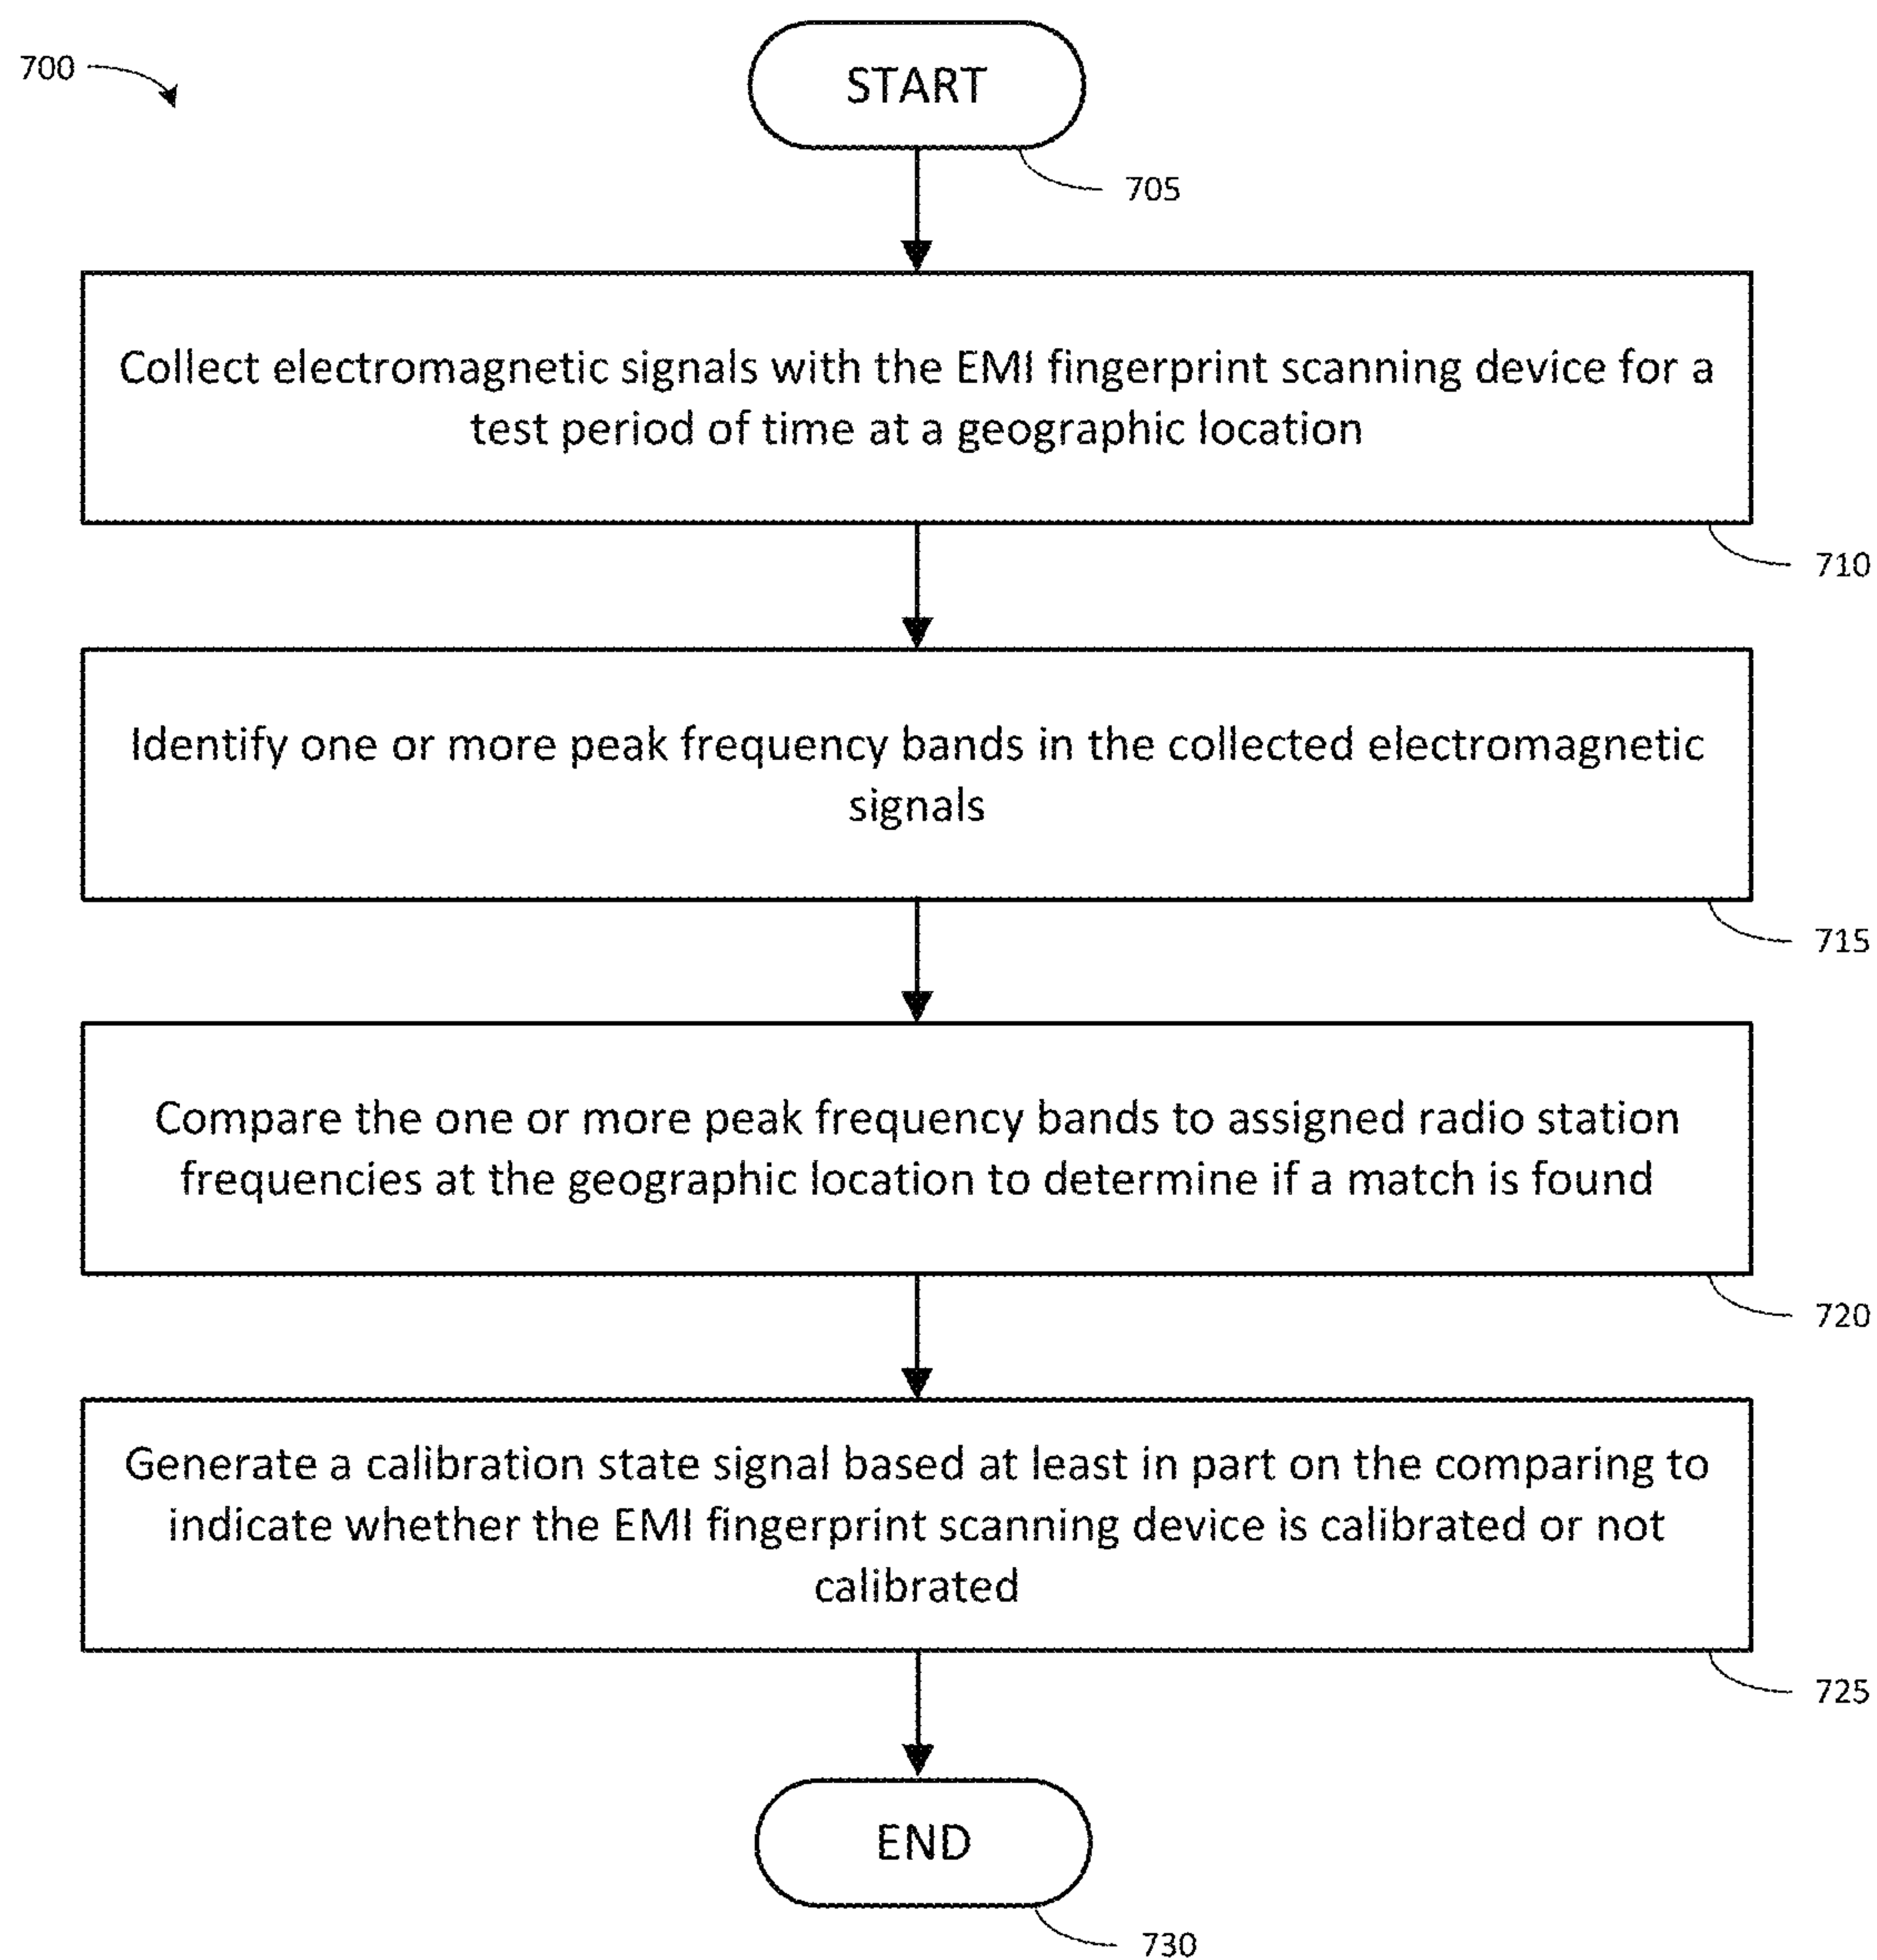 700
START
705
Collect electromagnetic signals with the EMI fingerprint scanning device for a
test period of time at a geographic location
710
Identify one or more peak frequency bands in the collected electromagnetic
signals
715
Compare the one or more peak frequency bands to assigned radio station
frequencies at the geographic location to determine if a match is found
720
Generate a calibration state signal based at least in part on the comparing to
indicate whether the EMI fingerprint scanning device is calibrated or not
calibrated
725
END
730